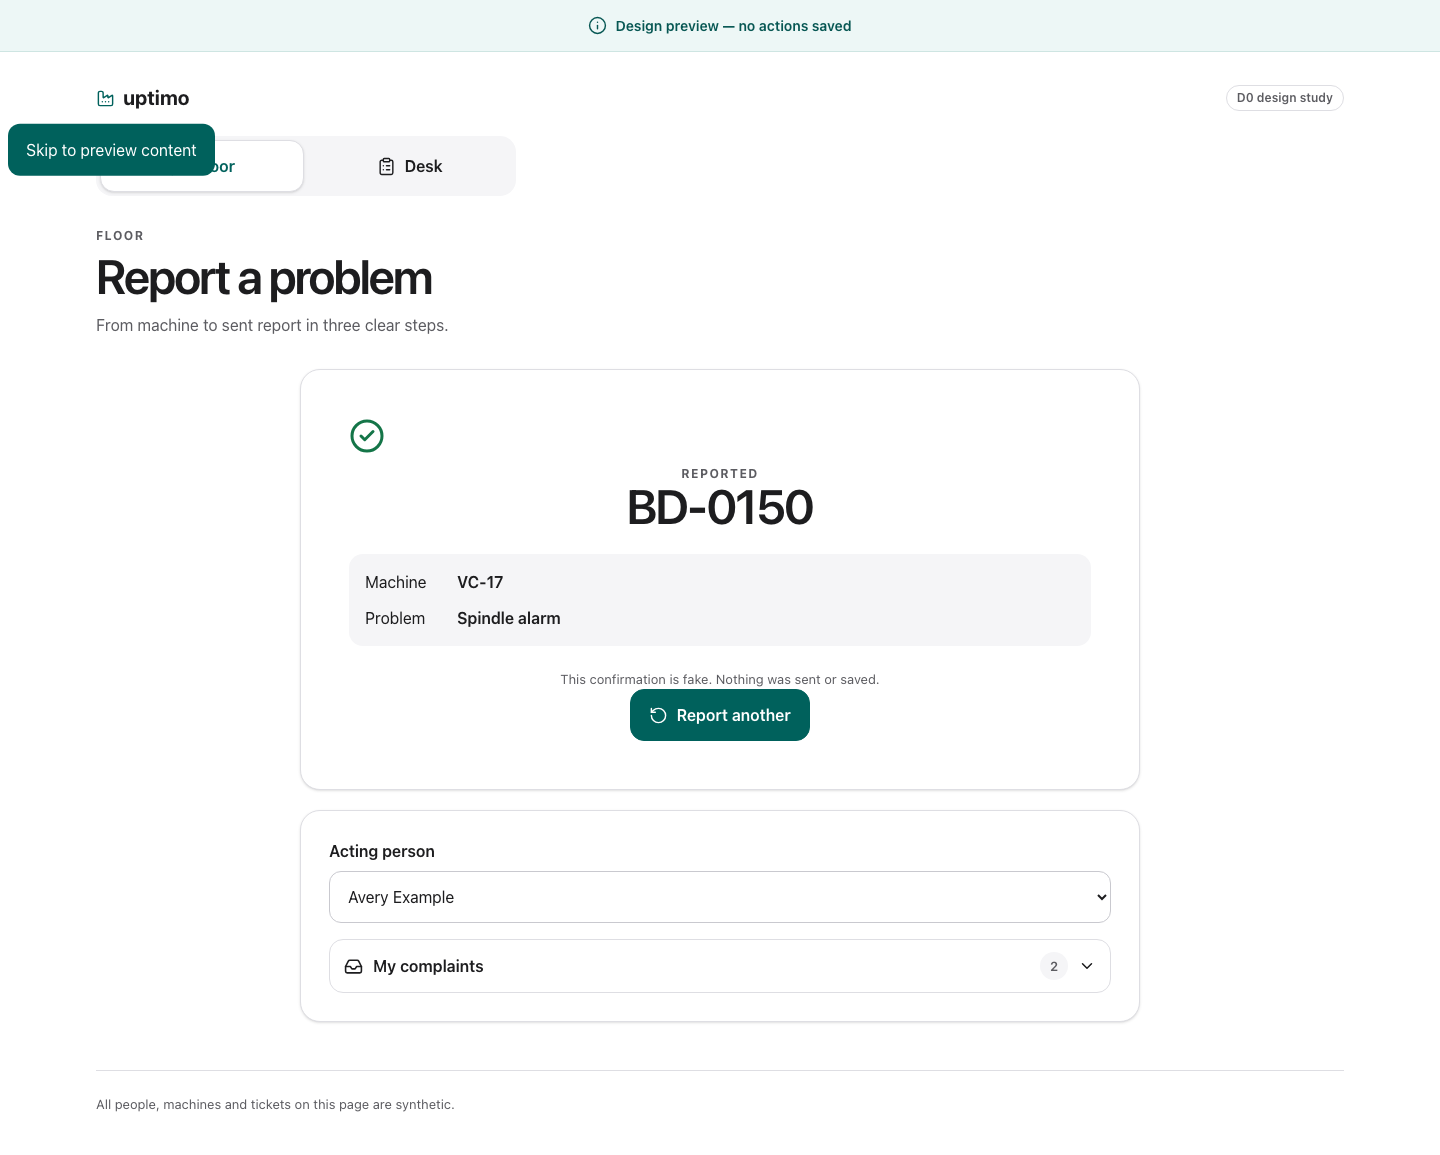 Design preview — no actions saved
uptimo
D0 design study
Skip to preview content
Desk
FLOOR
Report a problem
From machine to sent report in three clear steps.
REPORTED
BD-0150
Machine VC-17
Problem Spindle alarm
This confirmation is fake. Nothing was sent or saved.
Report another
Acting person
Avery Example
My complaints 2
All people, machines and tickets on this page are synthetic.